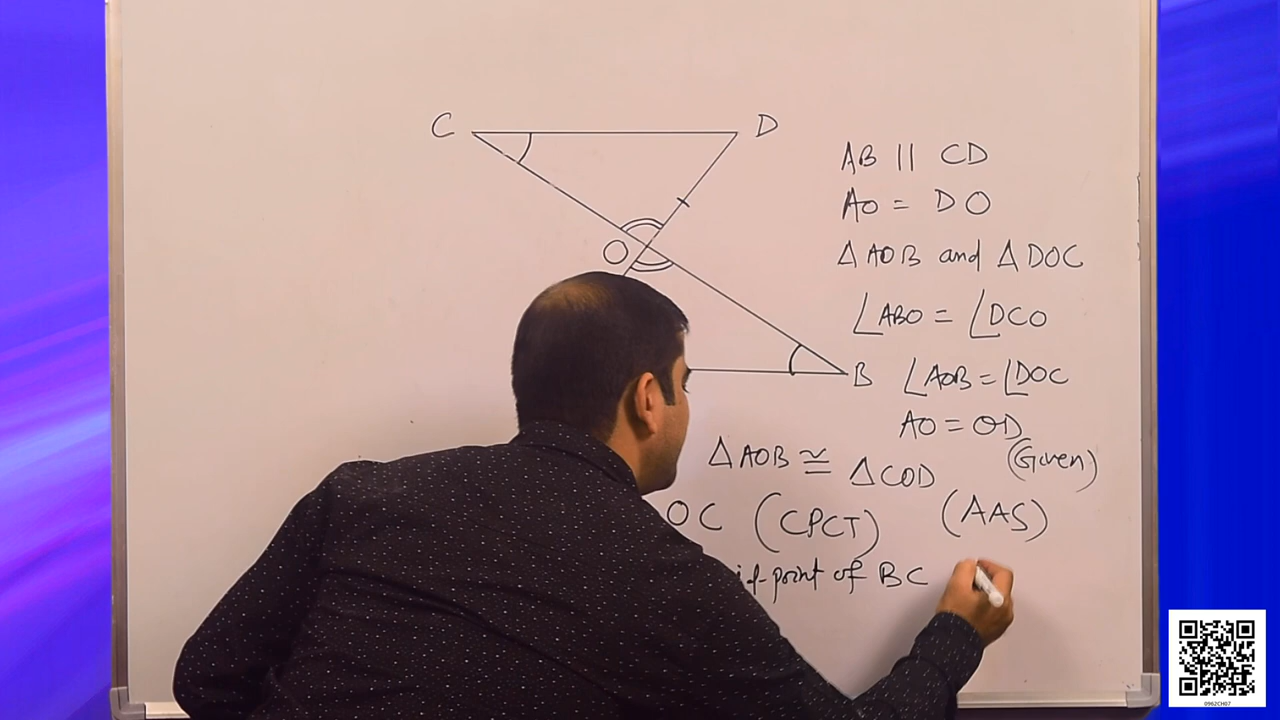 C
D
AB || CD
AO = DO
O
△ AOB and △ DOC
∠ABO = ∠DCO
B
∠AOB = ∠DOC
AO = OD
(Given)
△ AOB ≅ △ COD
OC (CPCT)
(AAS)
of BC
0962CH07